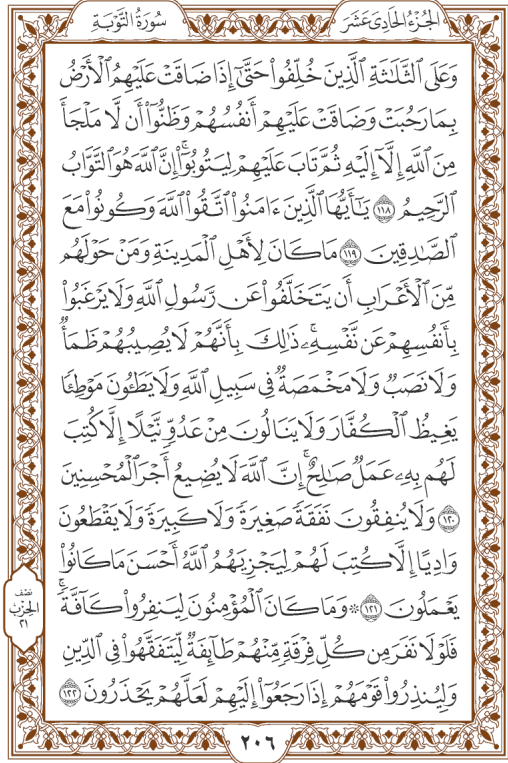 الجُزْءُ الحَادِي عَشَرَ
سُورَةُ التَّوْبَةِ
وَعَلَى ٱلثَّلَٰثَةِ ٱلَّذِينَ خُلِّفُوا۟ حَتَّىٰٓ إِذَا ضَاقَتْ عَلَيْهِمُ ٱلْأَرْضُ
بِمَا رَحُبَتْ وَضَاقَتْ عَلَيْهِمْ أَنفُسُهُمْ وَظَنُّوٓا۟ أَن لَّا مَلْجَأَ
مِنَ ٱللَّهِ إِلَّآ إِلَيْهِ ثُمَّ تَابَ عَلَيْهِمْ لِيَتُوبُوٓا۟ ۚ إِنَّ ٱللَّهَ هُوَ ٱلتَّوَّابُ
ٱلرَّحِيمُ ١١٨ يَٰٓأَيُّهَا ٱلَّذِينَ ءَامَنُوا۟ ٱتَّقُوا۟ ٱللَّهَ وَكُونُوا۟ مَعَ
ٱلصَّٰدِقِينَ ١١٩ مَا كَانَ لِأَهْلِ ٱلْمَدِينَةِ وَمَنْ حَوْلَهُم
مِّنَ ٱلْأَعْرَابِ أَن يَتَخَلَّفُوا۟ عَن رَّسُولِ ٱللَّهِ وَلَا يَرْغَبُوا۟
بِأَنفُسِهِمْ عَن نَّفْسِهِۦ ۚ ذَٰلِكَ بِأَنَّهُمْ لَا يُصِيبُهُمْ ظَمَأٌ
وَلَا نَصَبٌ وَلَا مَخْمَصَةٌ فِى سَبِيلِ ٱللَّهِ وَلَا يَطَـُٔونَ مَوْطِئًا
يَغِيظُ ٱلْكُفَّارَ وَلَا يَنَالُونَ مِنْ عَدُوٍّ نَّيْلًا إِلَّا كُتِبَ
لَهُم بِهِۦ عَمَلٌ صَٰلِحٌ ۚ إِنَّ ٱللَّهَ لَا يُضِيعُ أَجْرَ ٱلْمُحْسِنِينَ
١٢٠ وَلَا يُنفِقُونَ نَفَقَةً صَغِيرَةً وَلَا كَبِيرَةً وَلَا يَقْطَعُونَ
وَادِيًا إِلَّا كُتِبَ لَهُمْ لِيَجْزِيَهُمُ ٱللَّهُ أَحْسَنَ مَا كَانُوا۟
يَعْمَلُونَ ١٢١ ۞ وَمَا كَانَ ٱلْمُؤْمِنُونَ لِيَنفِرُوا۟ كَآفَّةً ۚ
فَلَوْلَا نَفَرَ مِن كُلِّ فِرْقَةٍ مِّنْهُمْ طَآئِفَةٌ لِّيَتَفَقَّهُوا۟ فِى ٱلدِّينِ
وَلِيُنذِرُوا۟ قَوْمَهُمْ إِذَا رَجَعُوٓا۟ إِلَيْهِمْ لَعَلَّهُمْ يَحْذَرُونَ ١٢٢
نصف
الحِزْب
٢١
٢٠٦